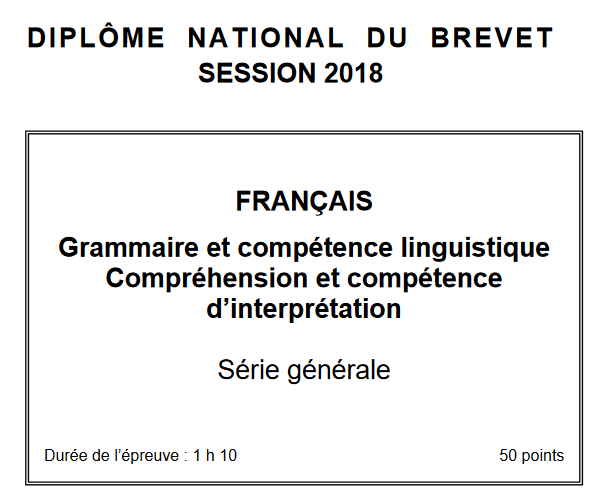 DIPLÔME NATIONAL DU BREVET
SESSION 2018
FRANÇAIS
Grammaire et compétence linguistique
Compréhension et compétence
d’interprétation
Série générale
Durée de l’épreuve : 1 h 10 50 points